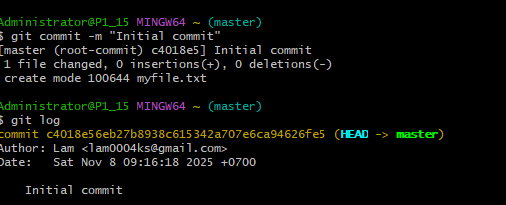 Administrator@P1_15 MINGW64 ~ (master)
$ git commit -m "Initial commit"
[master (root-commit) c4018e5] Initial commit
 1 file changed, 0 insertions(+), 0 deletions(-)
 create mode 100644 myfile.txt
Administrator@P1_15 MINGW64 ~ (master)
$ git log
commit c4018e56eb27b8938c615342a707e6ca94626fe5 (HEAD -> master)
Author: Lam <lam0004ks@gmail.com>
Date:   Sat Nov 8 09:16:18 2025 +0700
    Initial commit